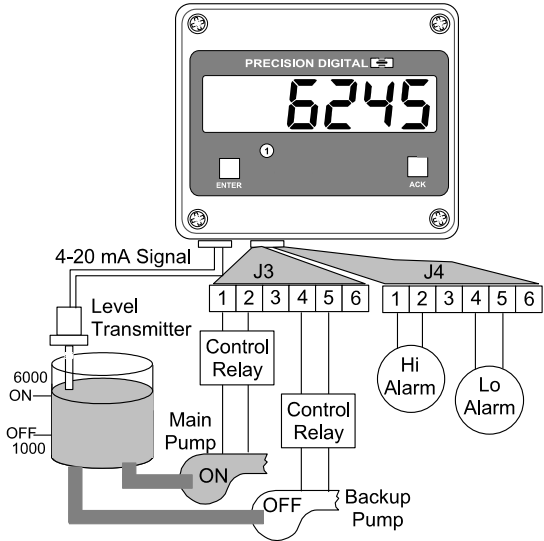 PRECISION DIGITAL
6245
1
ENTER
ACK
4-20 mA Signal
J3
J4
1 2 3 4 5 6
1 2 3 4 5 6
Level
Transmitter
Control
Relay
Hi
Alarm
Lo
Alarm
6000
ON
OFF
1000
Main
Pump
Control
Relay
ON
OFF
Backup
Pump